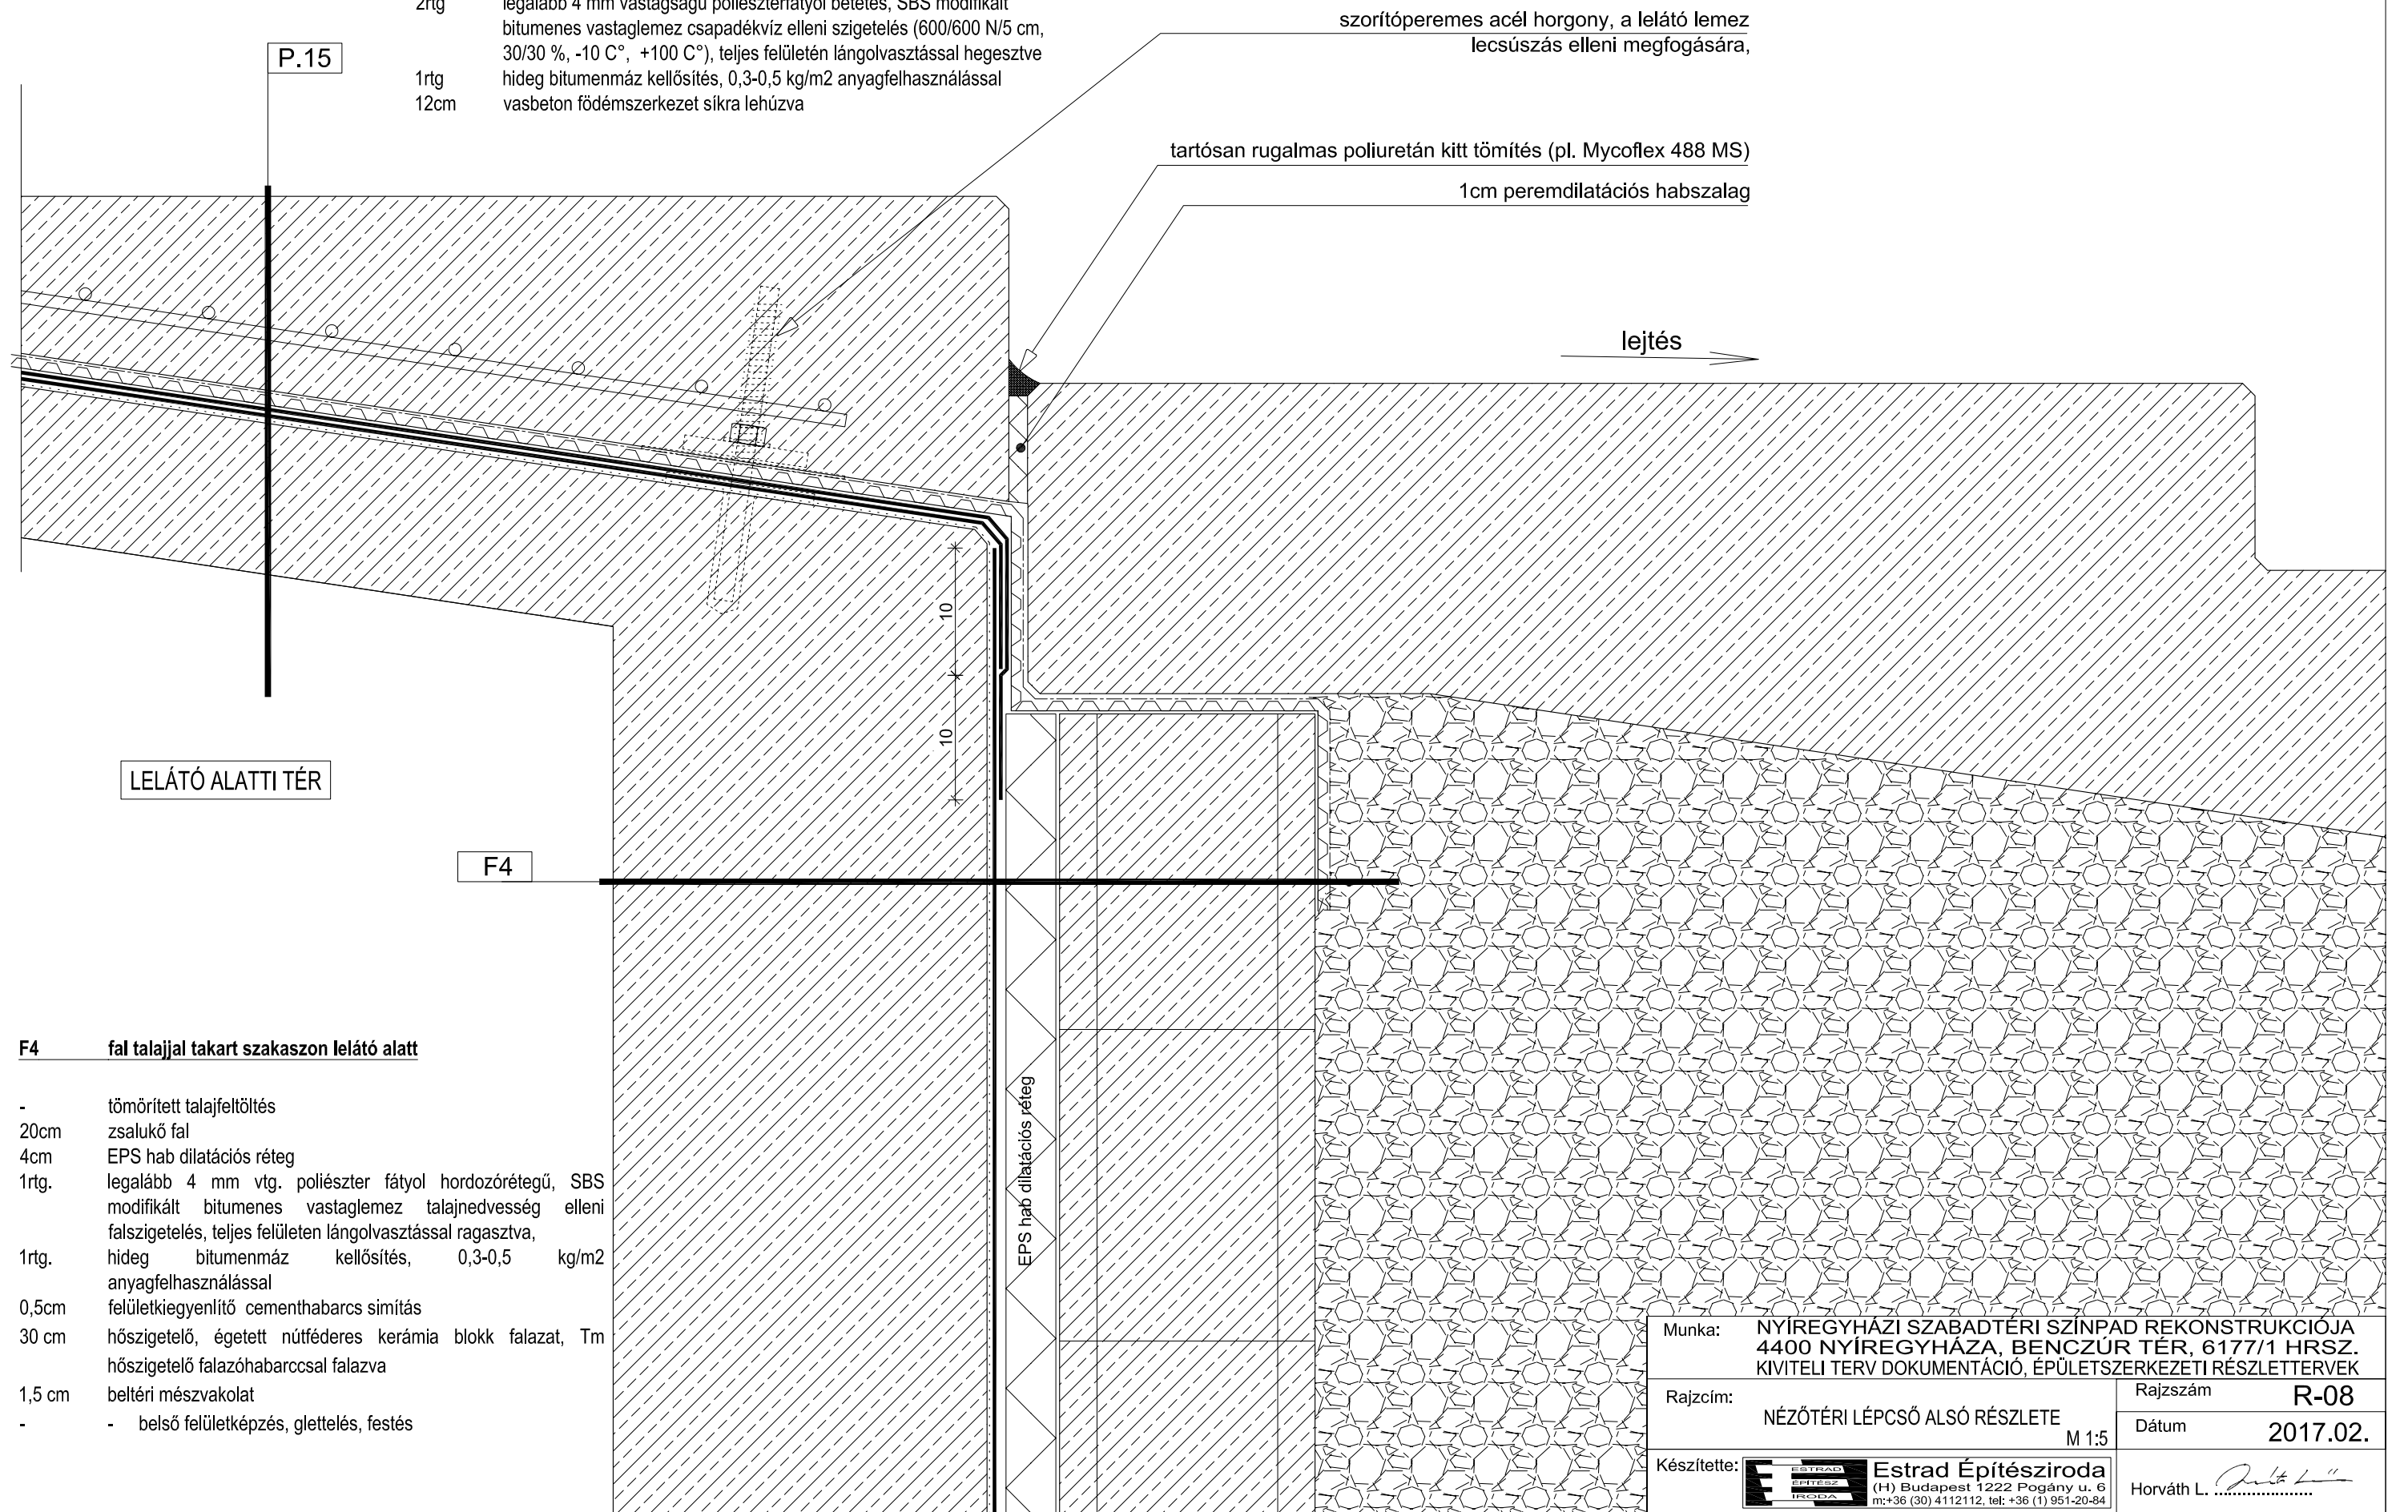 2rtg legalább 4 mm vastagságú poliészterfátyol betétes, SBS modifikált
bitumenes vastaglemez csapadékvíz elleni szigetelés (600/600 N/5 cm,
30/30 %, -10 C°, +100 C°), teljes felületén lángolvasztással hegesztve
1rtg hideg bitumenmáz kellősítés, 0,3-0,5 kg/m2 anyagfelhasználással
12cm vasbeton födémszerkezet síkra lehúzva
P.15
szorítóperemes acél horgony, a lelátó lemez
lecsúszás elleni megfogására,
tartósan rugalmas poliuretán kitt tömítés (pl. Mycoflex 488 MS)
1cm peremdilatációs habszalag
lejtés
10
10
LELÁTÓ ALATTI TÉR
F4
EPS hab dilatációs réteg
F4 fal talajjal takart szakaszon lelátó alatt
- tömörített talajfeltöltés
20cm zsalukő fal
4cm EPS hab dilatációs réteg
1rtg. legalább 4 mm vtg. poliészter fátyol hordozórétegű, SBS
modifikált bitumenes vastaglemez talajnedvesség elleni
falszigetelés, teljes felületen lángolvasztással ragasztva,
1rtg. hideg bitumenmáz kellősítés, 0,3-0,5 kg/m2
anyagfelhasználással
0,5cm felületkiegyenlítő cementhabarcs simítás
30 cm hőszigetelő, égetett nútféderes kerámia blokk falazat, Tm
hőszigetelő falazóhabarccsal falazva
1,5 cm beltéri mészvakolat
- - belső felületképzés, glettelés, festés
Munka: NYÍREGYHÁZI SZABADTÉRI SZÍNPAD REKONSTRUKCIÓJA
4400 NYÍREGYHÁZA, BENCZÚR TÉR, 6177/1 HRSZ.
KIVITELI TERV DOKUMENTÁCIÓ, ÉPÜLETSZERKEZETI RÉSZLETTERVEK
Rajzcím: NÉZŐTÉRI LÉPCSŐ ALSÓ RÉSZLETE
M 1:5
Rajzszám R-08
Dátum 2017.02.
Készítette:
ESTRAD
ÉPÍTÉSZ
IRODA
Estrad Építésziroda
(H) Budapest 1222 Pogány u. 6
m:+36 (30) 4112112, tel: +36 (1) 951-20-84
Horváth L. ....................